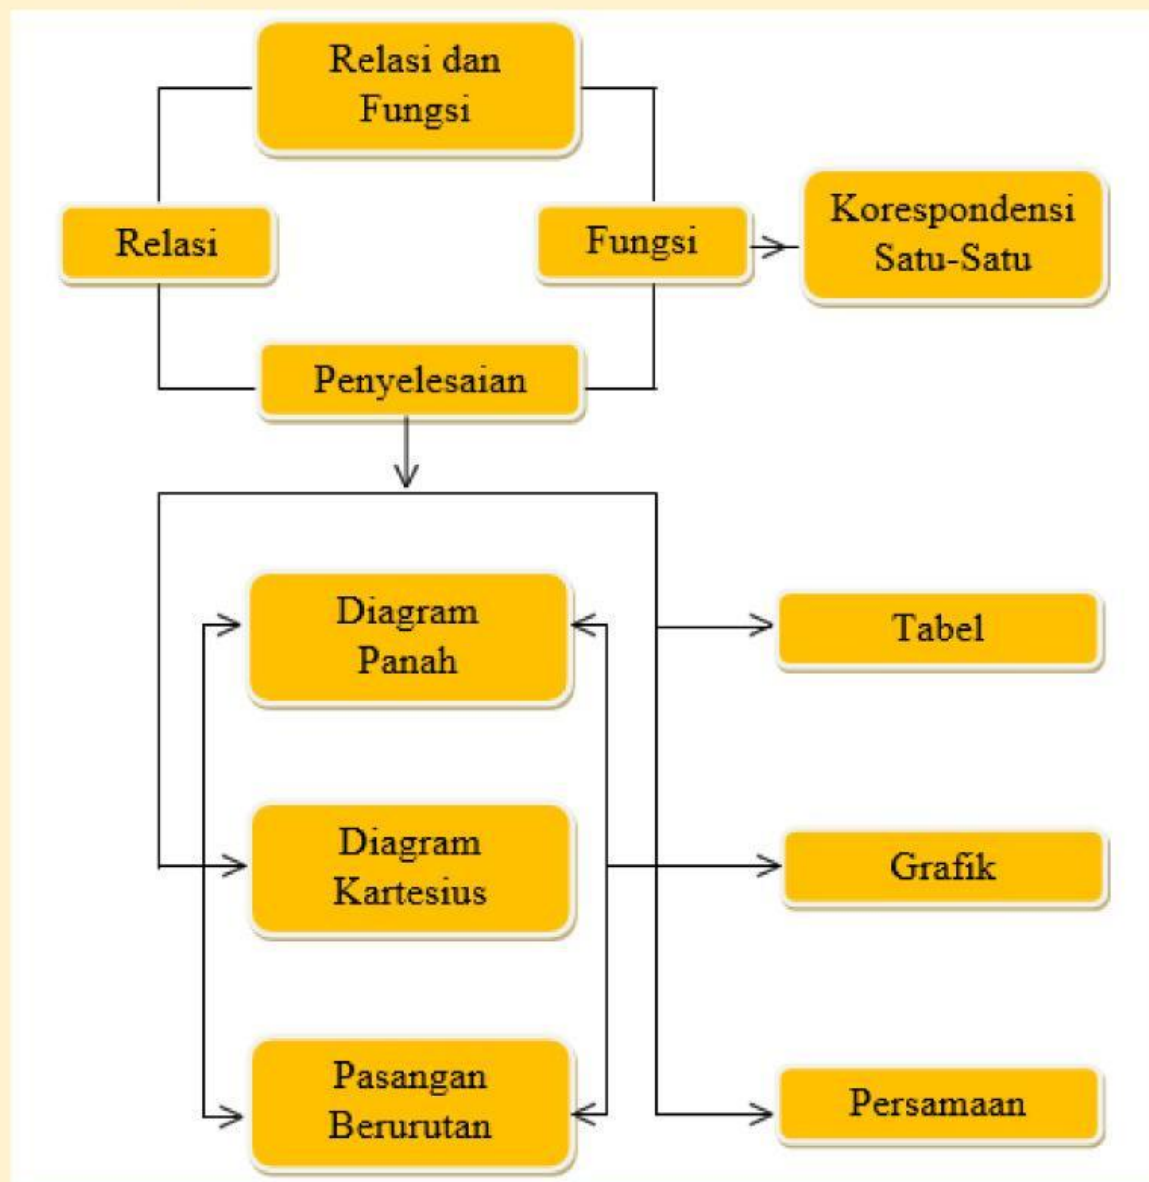 Relasi dan
Fungsi
Relasi
Fungsi
Korespondensi
Satu-Satu
Penyelesaian
Diagram
Panah
Tabel
Diagram
Kartesius
Grafik
Pasangan
Berurutan
Persamaan